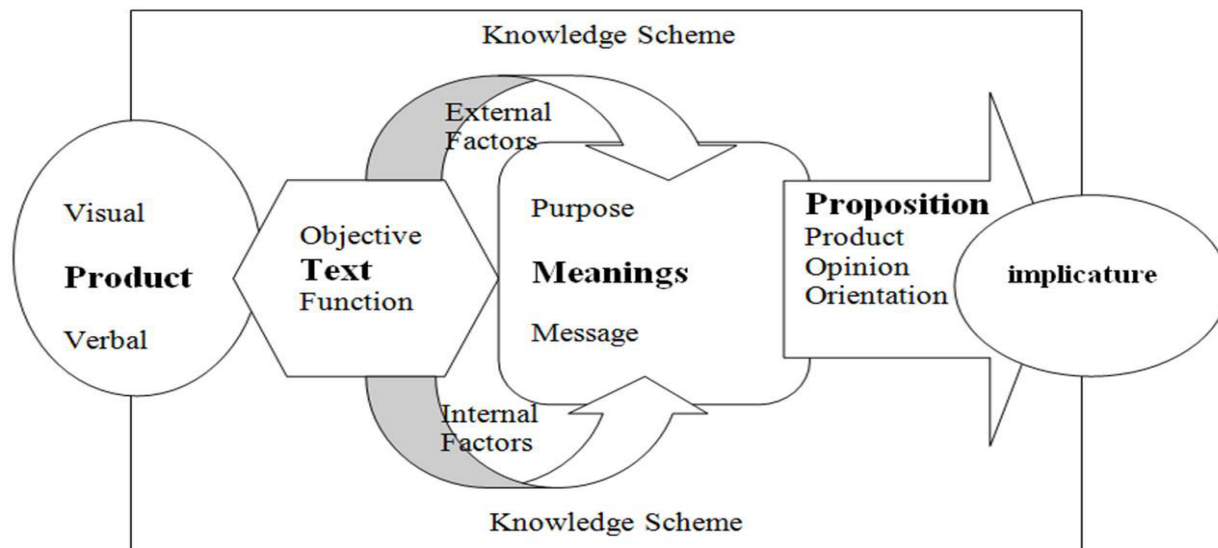 Knowledge Scheme
External
Factors
Visual
Product
Verbal
Objective
Text
Function
Purpose
Meanings
Message
Proposition
Product
Opinion
Orientation
implicature
Internal
Factors
Knowledge Scheme